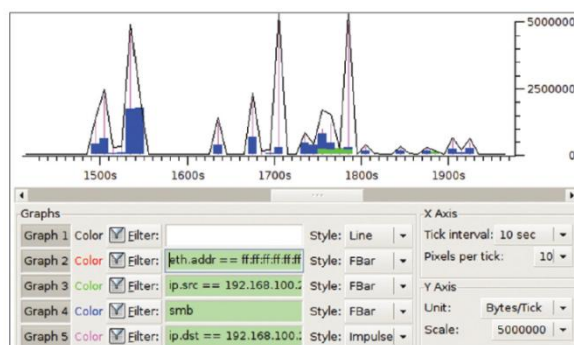 5000000
2500000
0
1500s 1600s 1700s 1800s 1900s
Graphs
Graph 1 Color Filter: Style: Line
Graph 2 Color Filter: eth.addr == ff:ff:ff:ff:ff:ff Style: FBar
Graph 3 Color Filter: ip.src == 192.168.100.2 Style: FBar
Graph 4 Color Filter: smb Style: FBar
Graph 5 Color Filter: ip.dst == 192.168.100. Style: Impulse
X Axis
Tick interval: 10 sec
Pixels per tick: 10
Y Axis
Unit: Bytes/Tick
Scale: 5000000